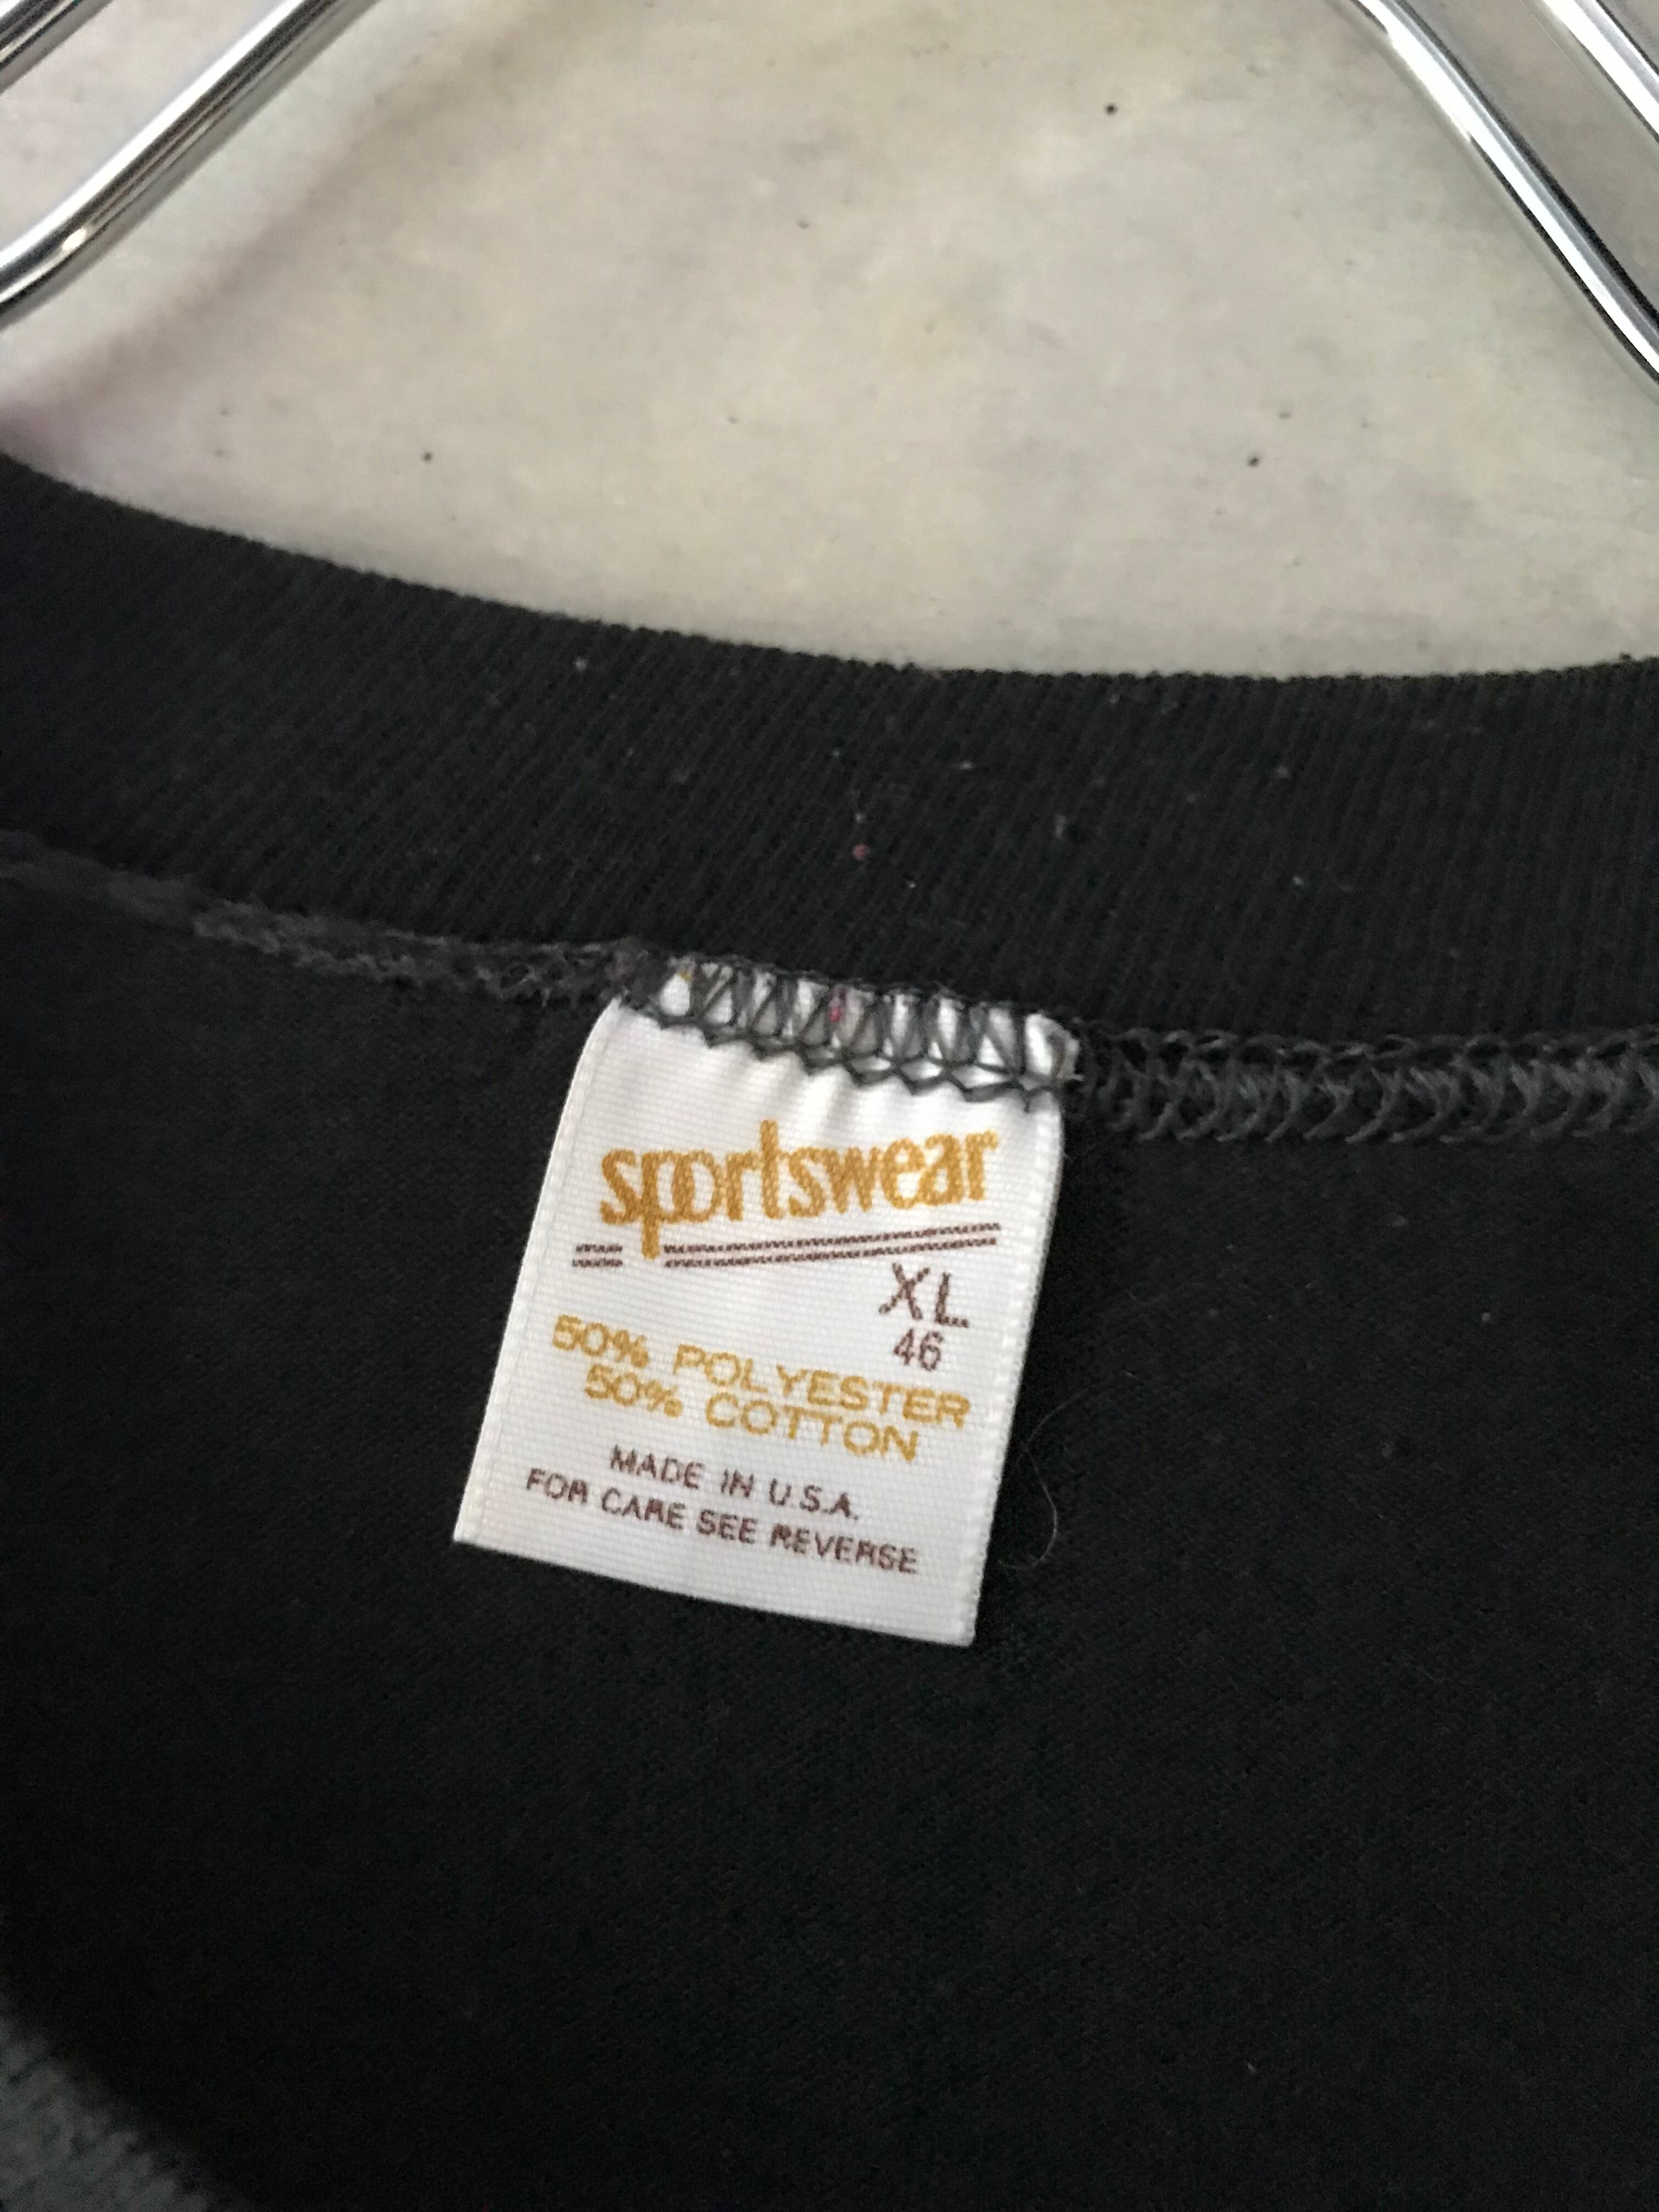 sportswear
XL
46
50% POLYESTER
50% COTTON
MADE IN U.S.A.
FOR CARE SEE REVERSE